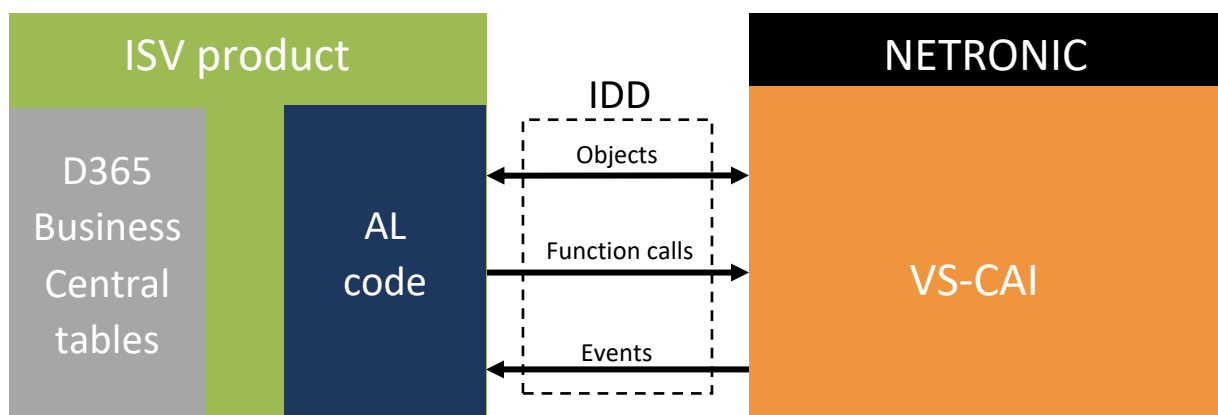 ISV product
D365
Business
Central
tables
AL
code
IDD
Objects
Function calls
Events
NETRONIC
VS-CAI